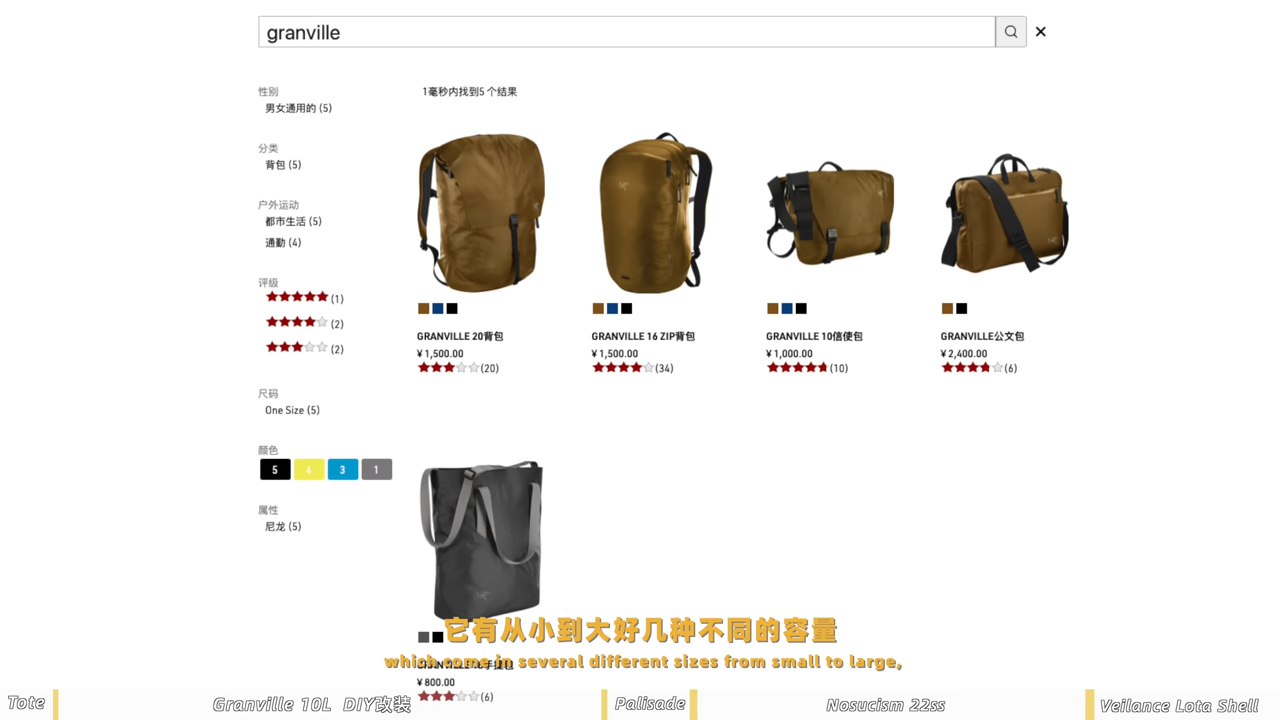 granville
性别
男女通用的 (5)
分类
背包 (5)
户外运动
都市生活 (5)
通勤 (4)
评级
(1)
(2)
(2)
尺码
One Size (5)
颜色
5 4 3 1
属性
尼龙 (5)
1毫秒内找到5 个结果
GRANVILLE 20背包
¥1,500.00
(20)
GRANVILLE 16 ZIP背包
¥1,500.00
(34)
GRANVILLE 10信使包
¥1,000.00
(10)
GRANVILLE公文包
¥2,400.00
(6)
¥800.00
(6)
它有从小到大好几种不同的容量
which come in several different sizes from small to large,
Tote
Granville 10L DIY改装
Palisade
Nosucism 22ss
Veilance Lota Shell